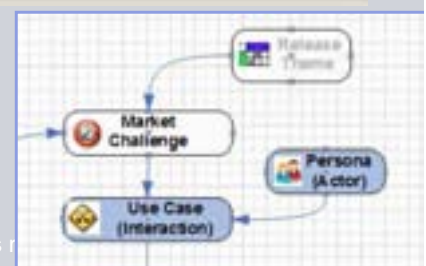 Release
Theme
Market
Challenge
Persona
(Actor)
Use Case
(Interaction)